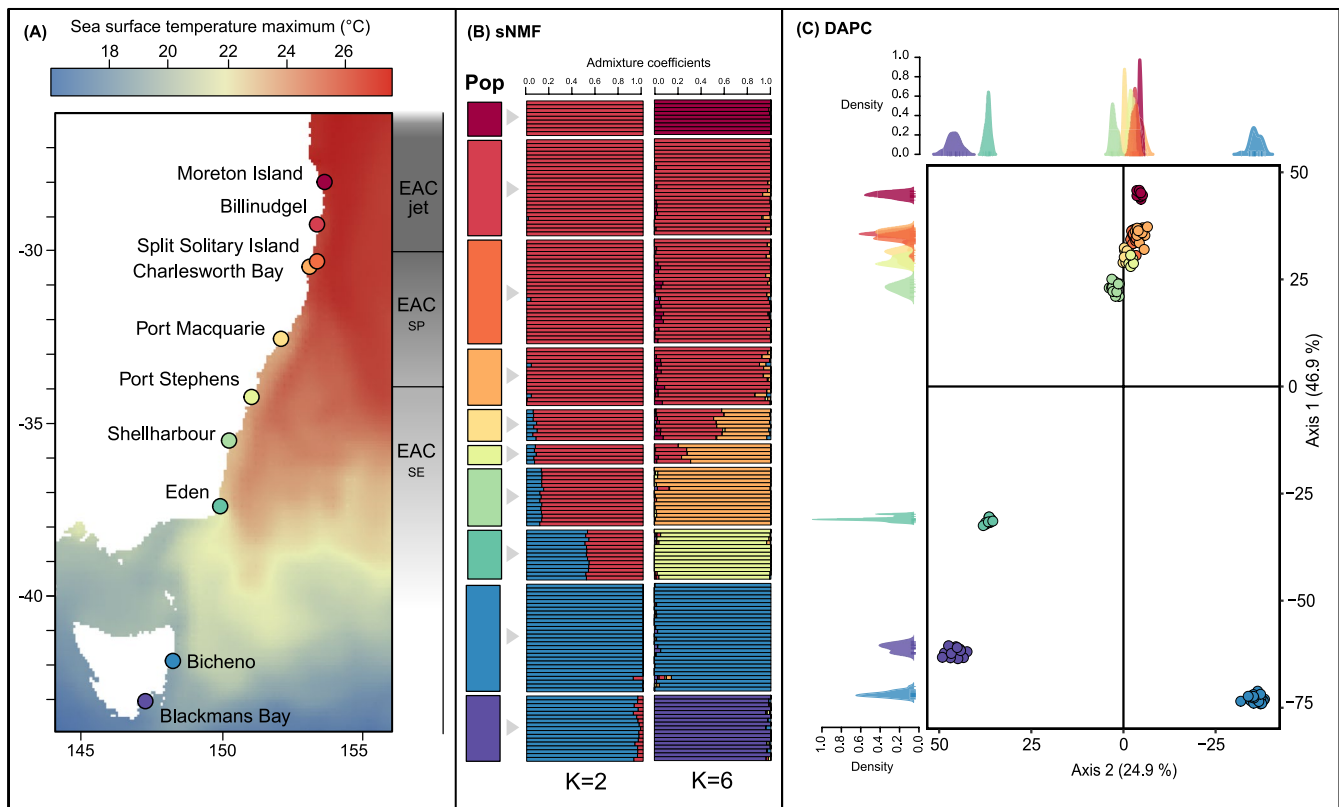 (A)
Sea surface temperature maximum (°C)
18 20 22 24 26
-30
-35
-40
145 150 155
Moreton Island
Billinudgel
Split Solitary Island
Charlesworth Bay
Port Macquarie
Port Stephens
Shellharbour
Eden
Bicheno
Blackmans Bay
EAC
jet
EAC
SP
EAC
SE
(B) sNMF
Admixture coefficients
Pop
0.0 0.2 0.4 0.6 0.8 1.0 0.0 0.2 0.4 0.6 0.8 1.0
K=2 K=6
(C) DAPC
Density
1.0
0.8
0.6
0.4
0.2
0.0
50
25
0
−25
−50
−75
Axis 1 (46.9 %)
1.0 0.8 0.6 0.4 0.2 0.0
Density
50 25 0 −25
Axis 2 (24.9 %)